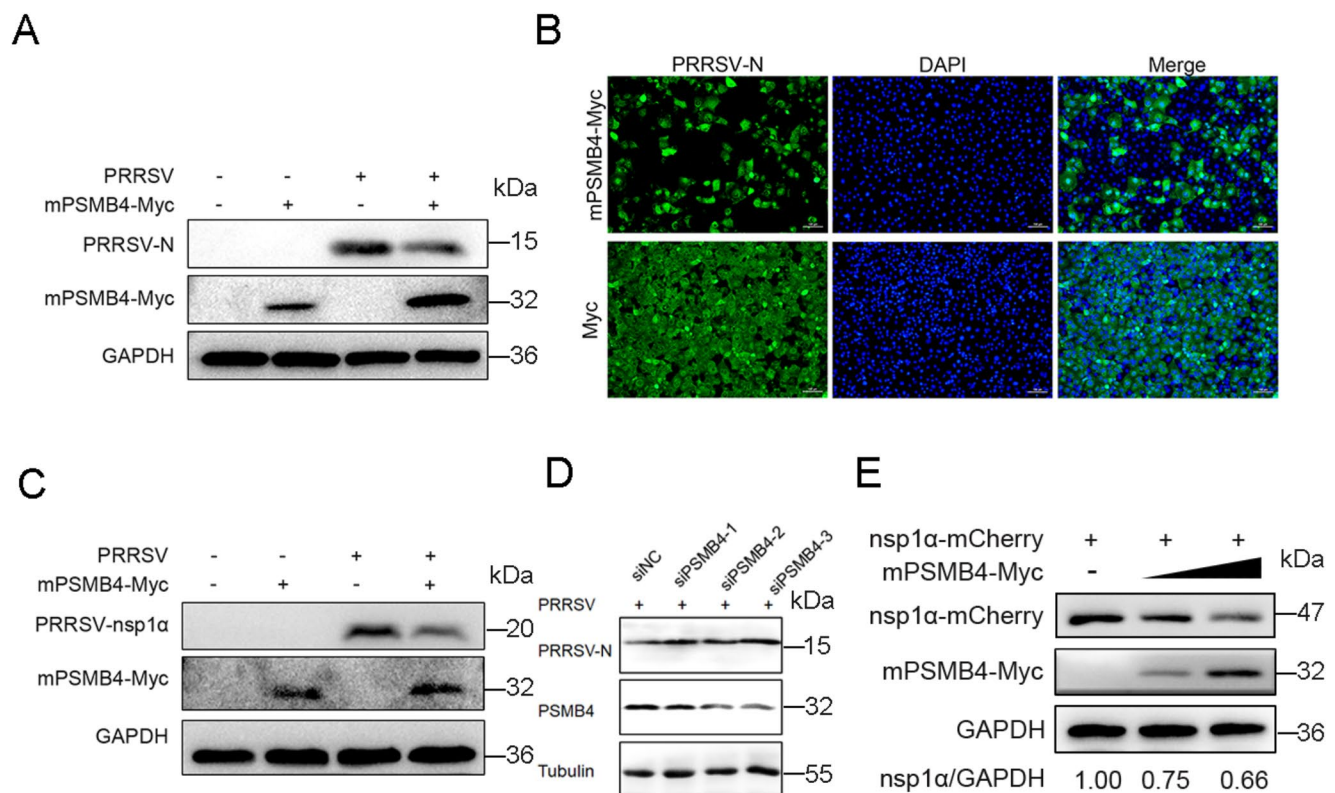 A
PRRSV - - + +
kDa
mPSMB4-Myc - + - +
PRRSV-N 15
mPSMB4-Myc 32
GAPDH 36
B
PRRSV-N DAPI Merge
mPSMB4-Myc
Myc
C
PRRSV - - + +
kDa
mPSMB4-Myc - + - +
PRRSV-nsp1α 20
mPSMB4-Myc 32
GAPDH 36
D
siNC siPSMB4-1 siPSMB4-2 siPSMB4-3
PRRSV + + + + kDa
PRRSV-N 15
PSMB4 32
Tubulin 55
E
nsp1α-mCherry + + +
mPSMB4-Myc - kDa
nsp1α-mCherry 47
mPSMB4-Myc 32
GAPDH 36
nsp1α/GAPDH 1.00 0.75 0.66